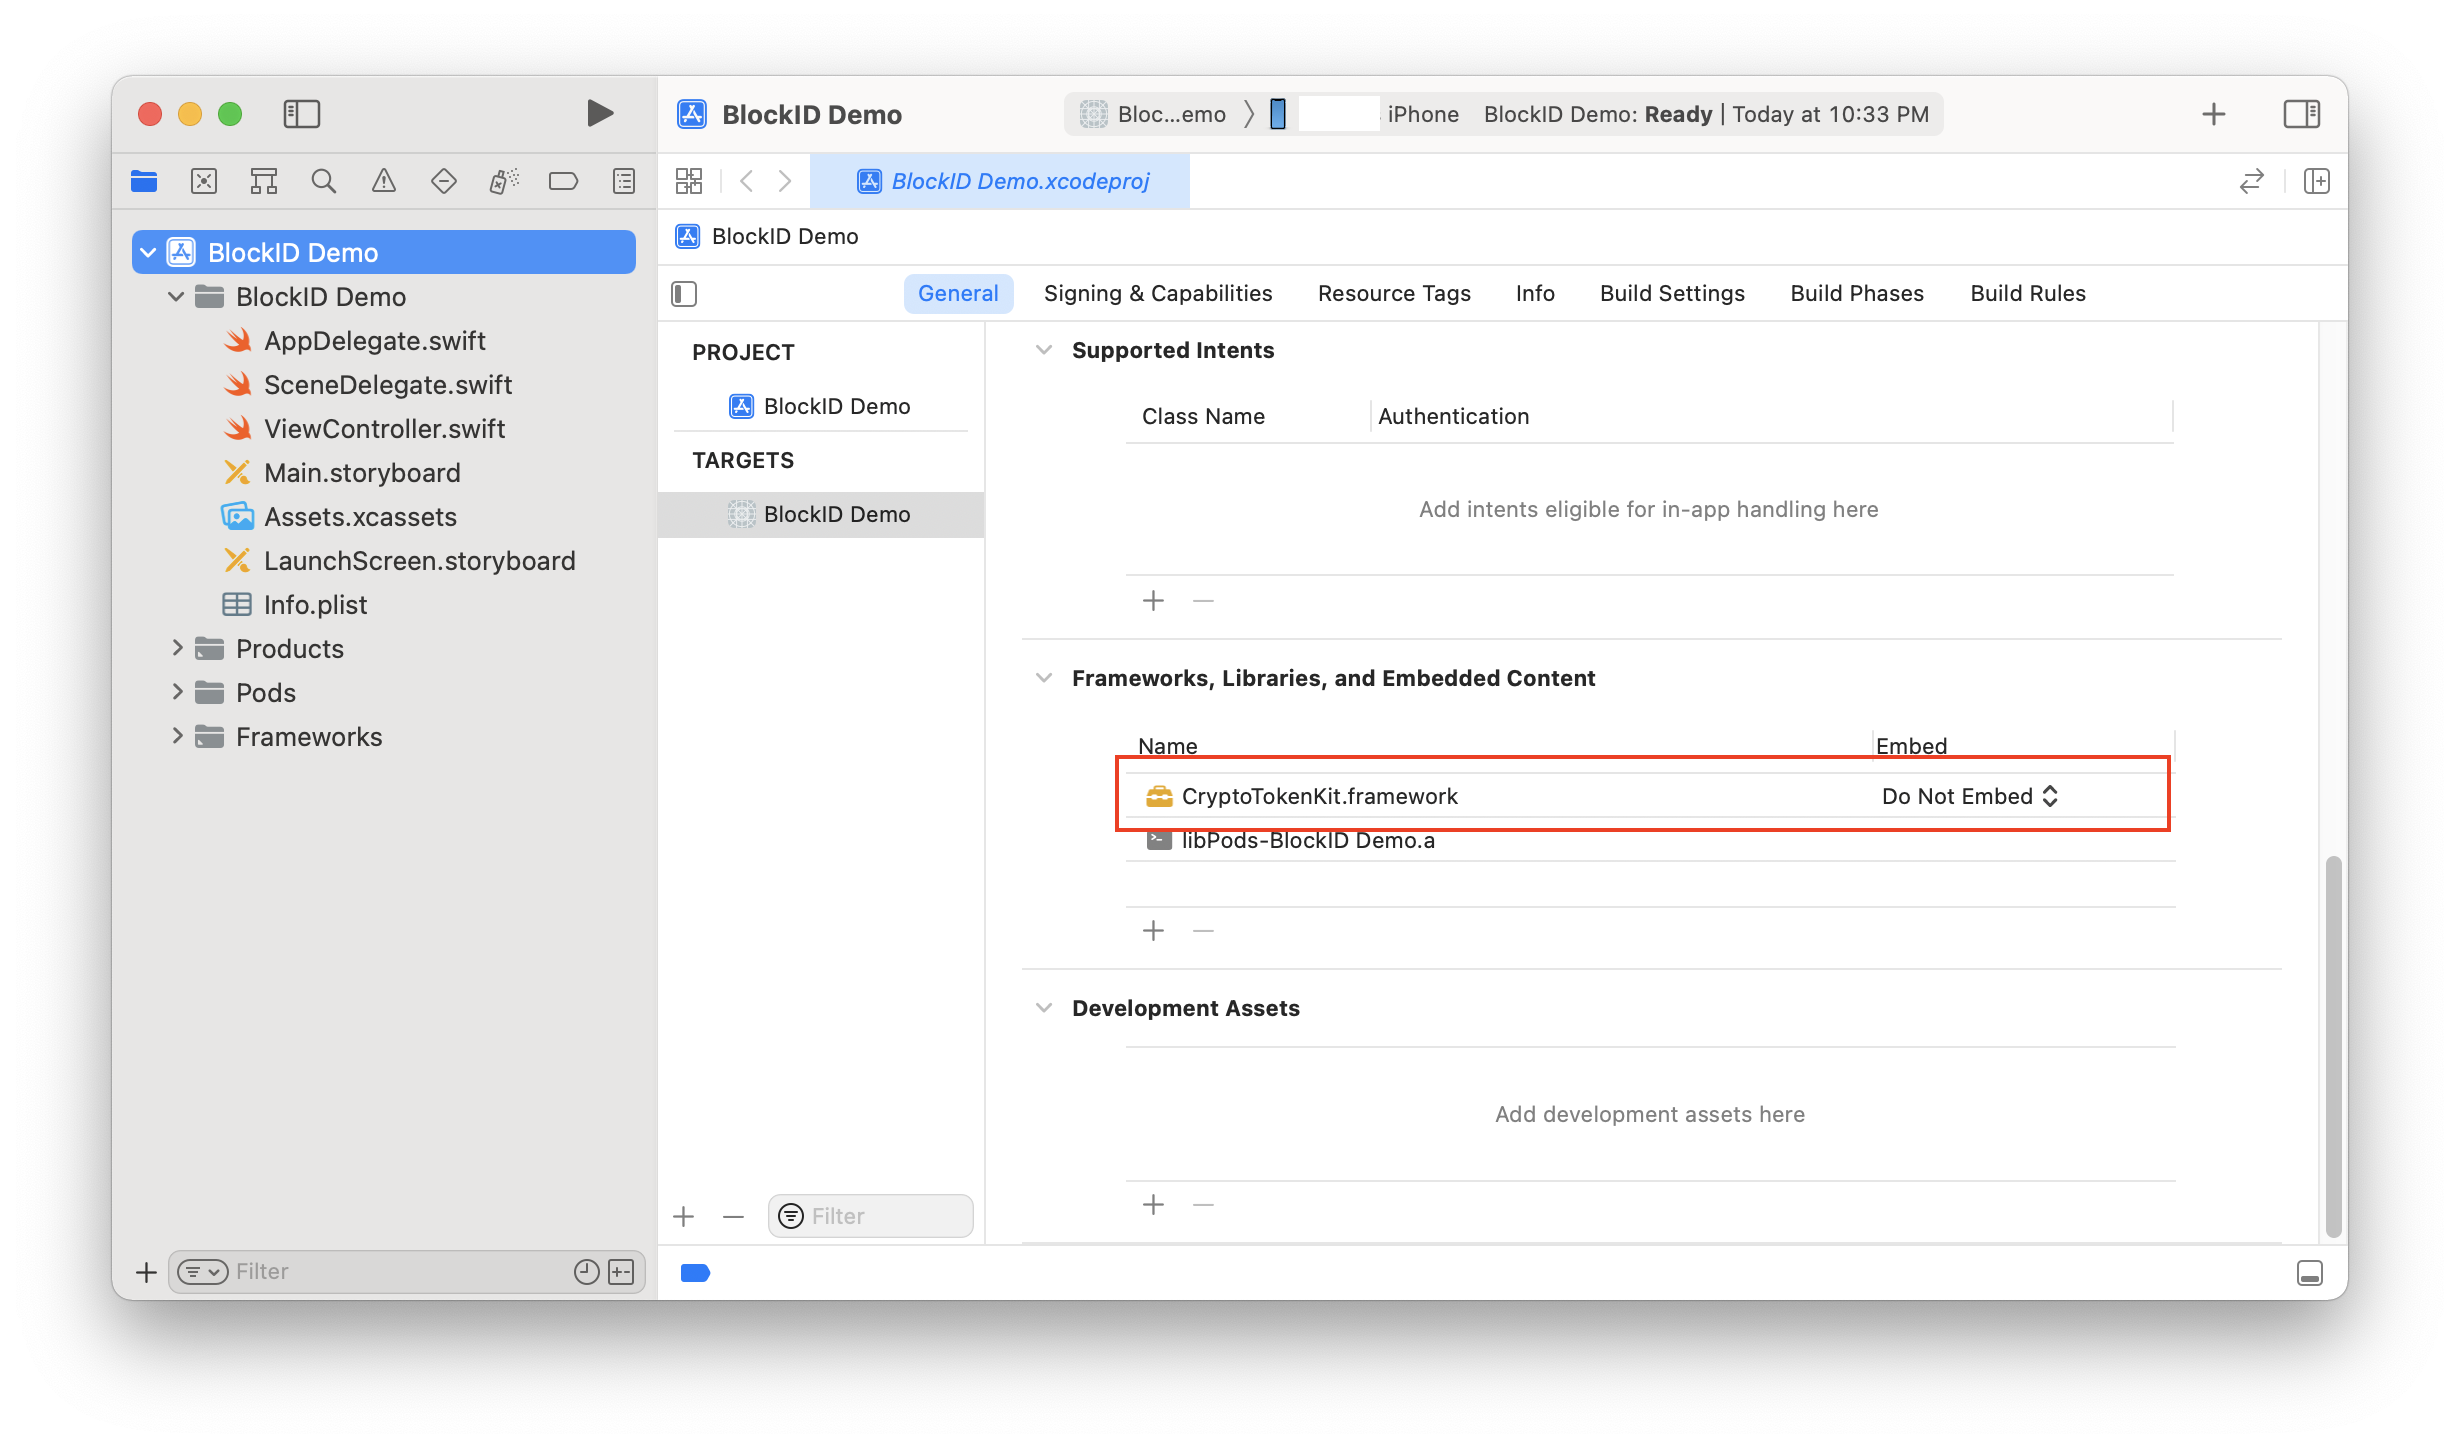 BlockID Demo
Bloc...emo
iPhone
BlockID Demo: Ready | Today at 10:33 PM
BlockID Demo.xcodeproj
BlockID Demo
BlockID Demo
BlockID Demo
AppDelegate.swift
SceneDelegate.swift
ViewController.swift
Main.storyboard
Assets.xcassets
LaunchScreen.storyboard
Info.plist
Products
Pods
Frameworks
Filter
General
Signing & Capabilities
Resource Tags
Info
Build Settings
Build Phases
Build Rules
PROJECT
BlockID Demo
TARGETS
BlockID Demo
Filter
Supported Intents
Class Name
Authentication
Add intents eligible for in-app handling here
Frameworks, Libraries, and Embedded Content
Name
Embed
CryptoTokenKit.framework
Do Not Embed
libPods-BlockID Demo.a
Development Assets
Add development assets here